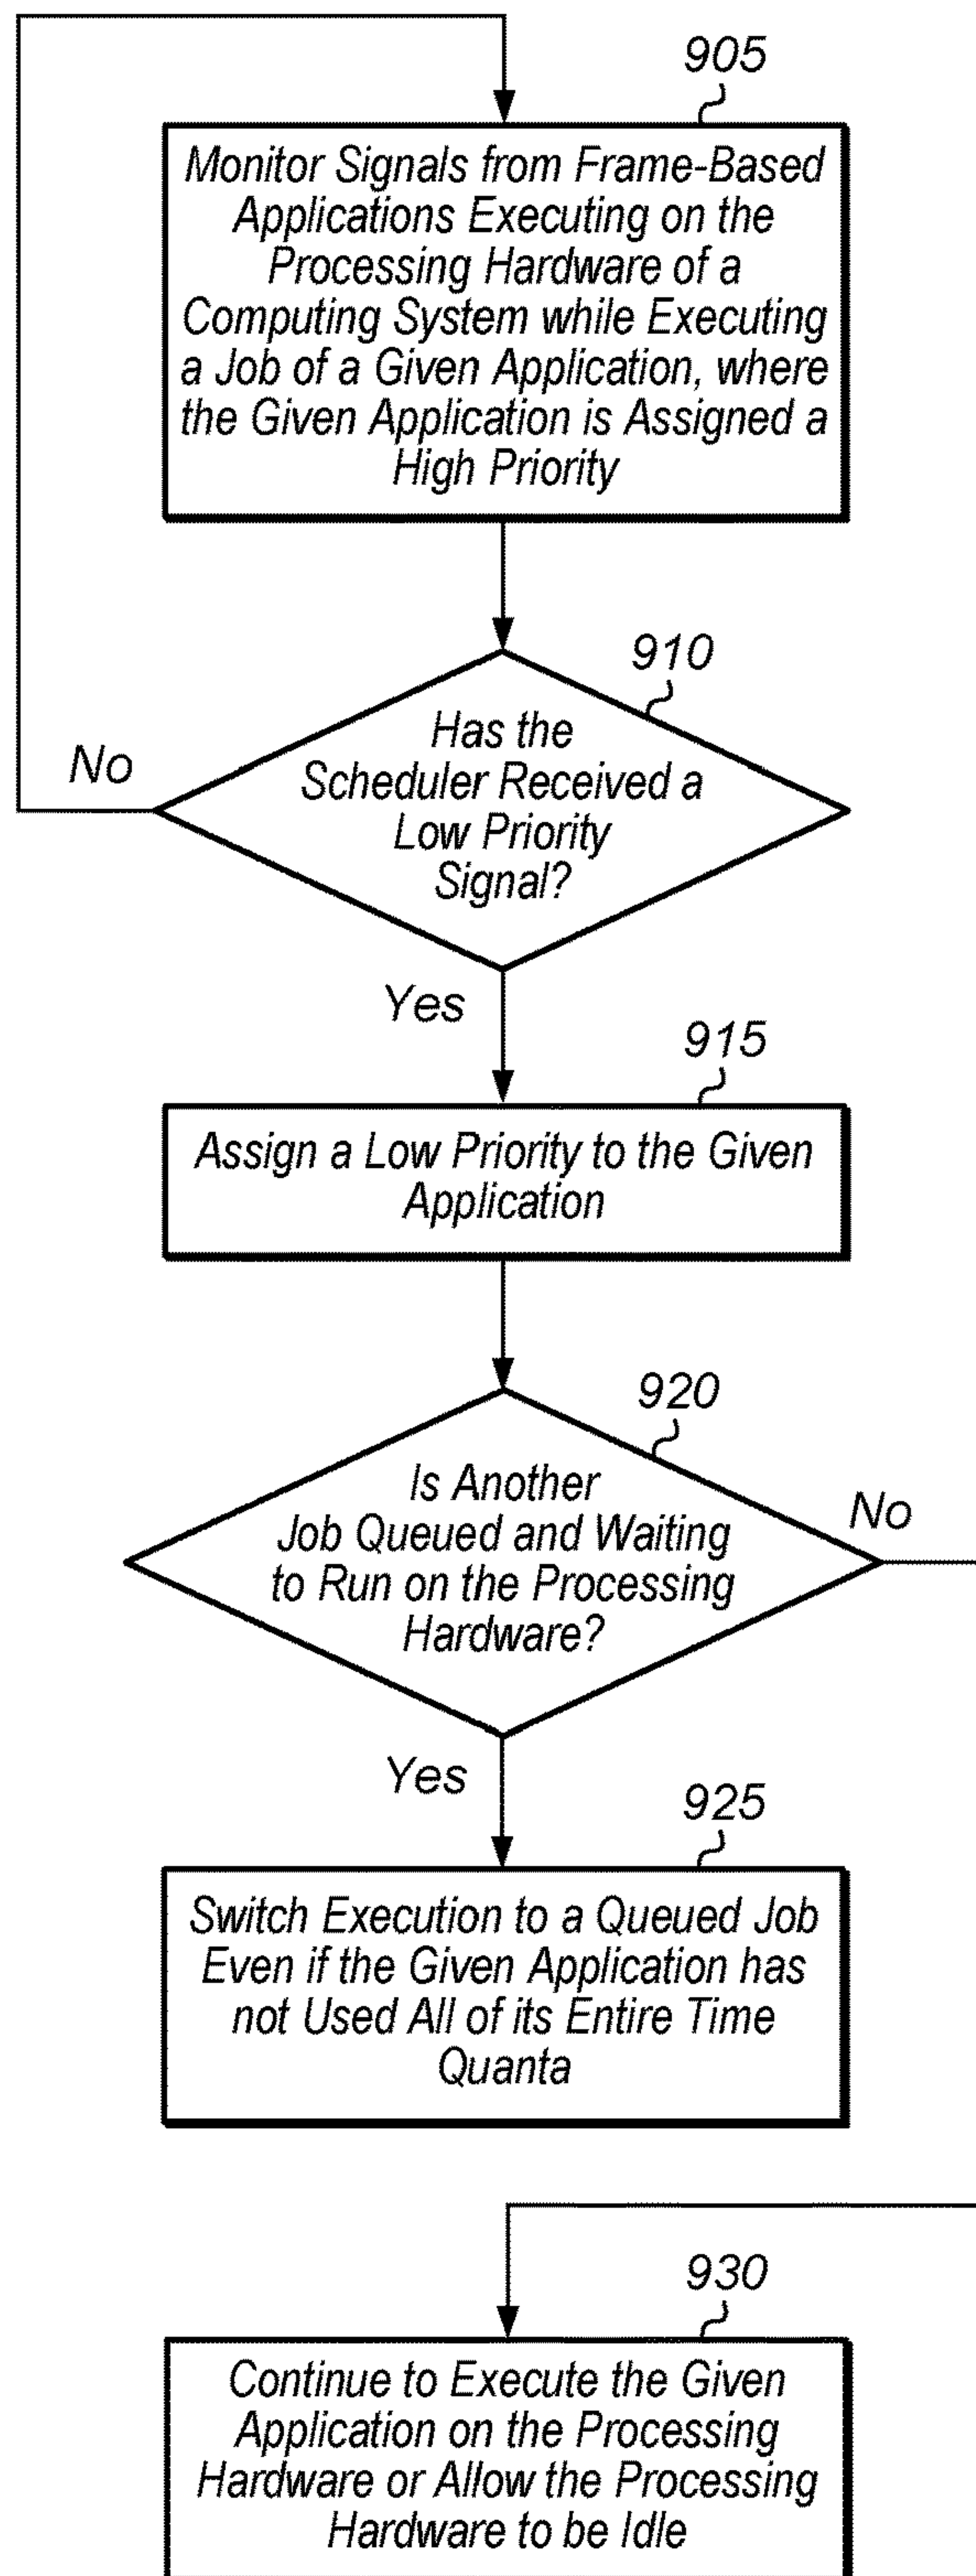 905
Monitor Signals from Frame-Based
Applications Executing on the
Processing Hardware of a
Computing System while Executing
a Job of a Given Application, where
the Given Application is Assigned a
High Priority
910
Has the
Scheduler Received a
Low Priority
Signal?
No
Yes
915
Assign a Low Priority to the Given
Application
920
Is Another
Job Queued and Waiting
to Run on the Processing
Hardware?
No
Yes
925
Switch Execution to a Queued Job
Even if the Given Application has
not Used All of its Entire Time
Quanta
930
Continue to Execute the Given
Application on the Processing
Hardware or Allow the Processing
Hardware to be Idle